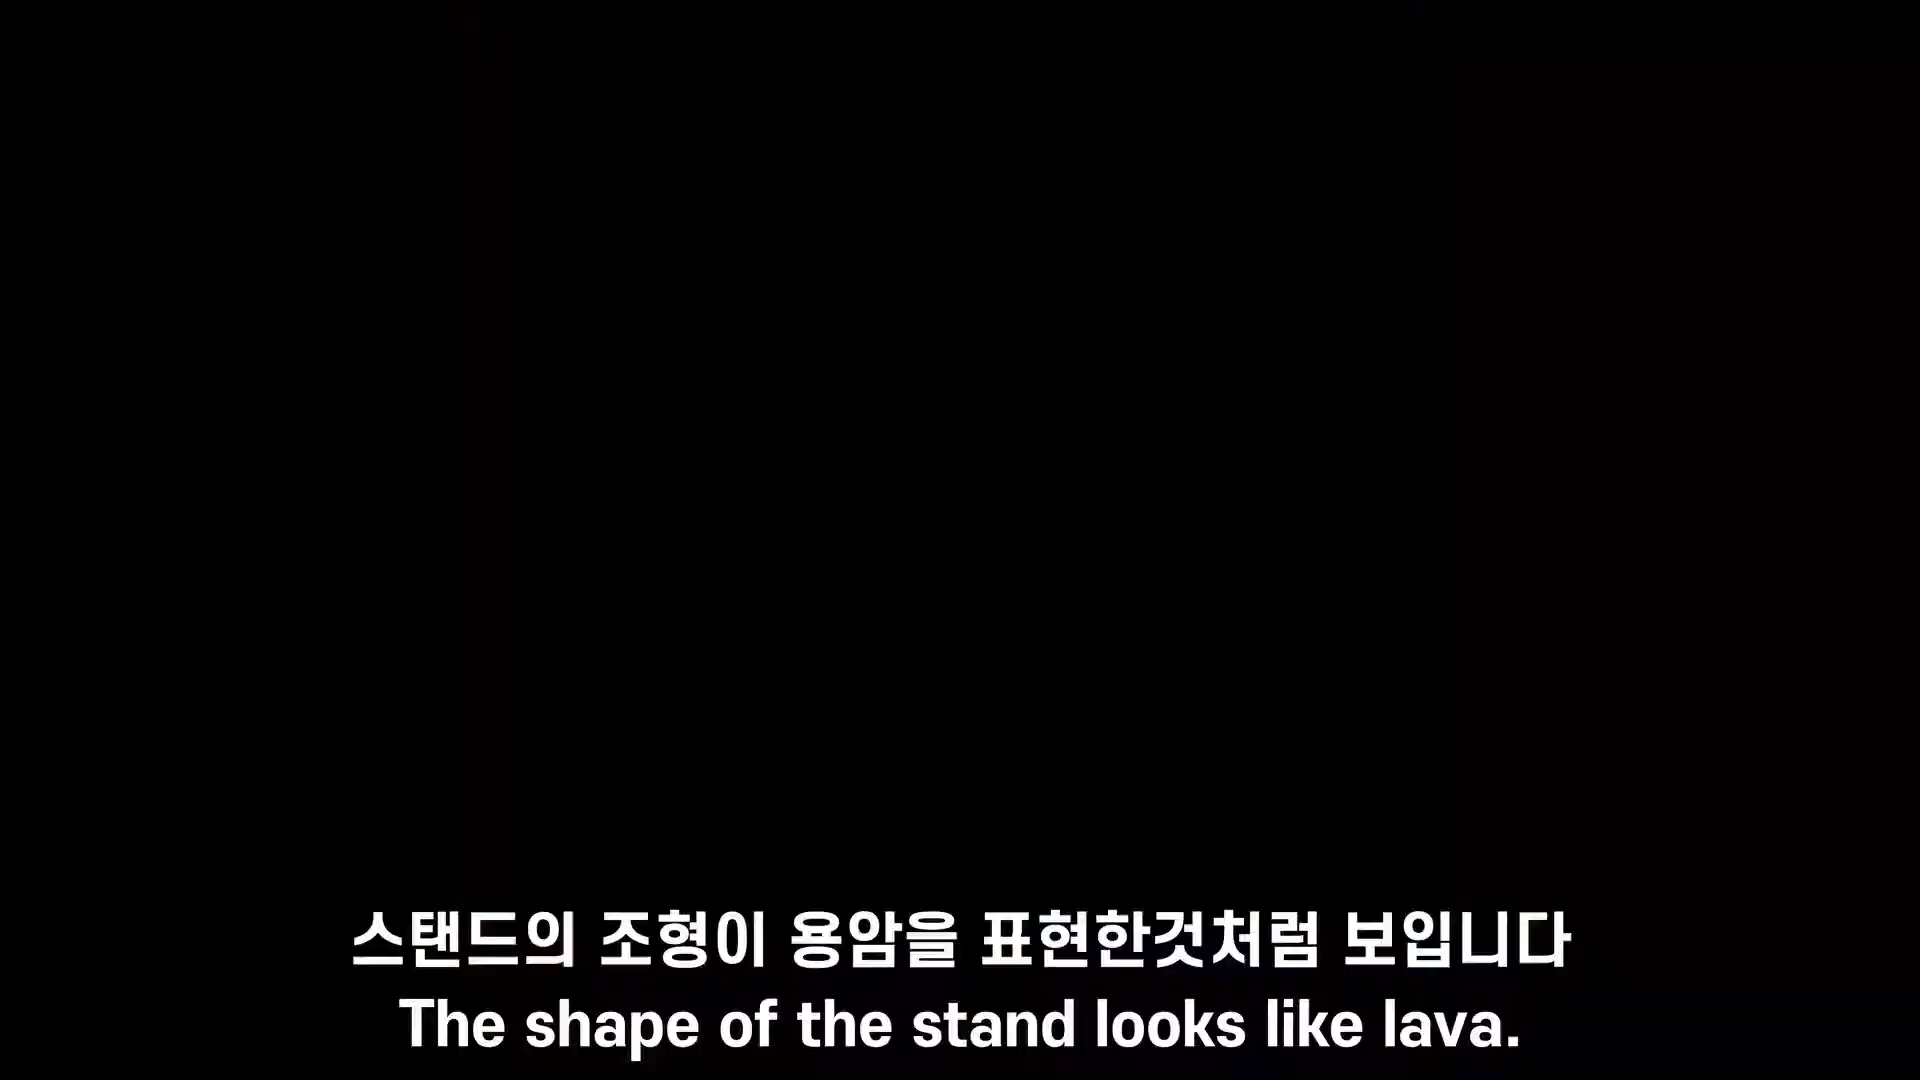 스탠드의 조형이 용암을 표현한것처럼 보입니다
The shape of the stand looks like lava.